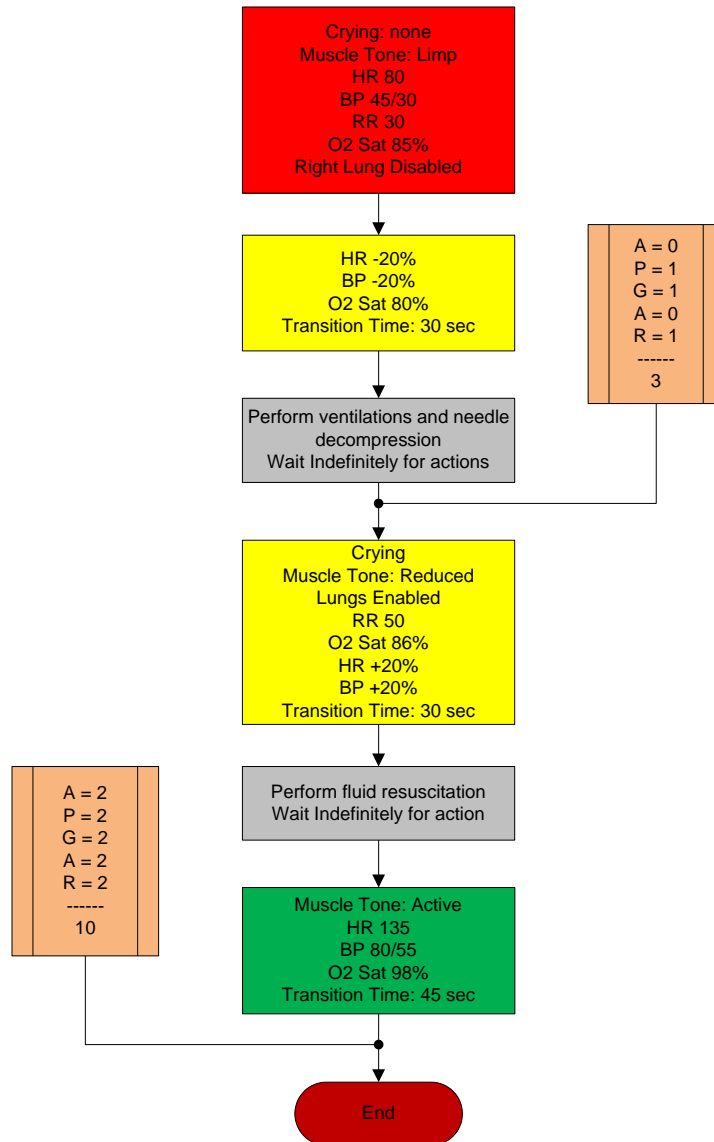 Crying: none
Muscle Tone: Limp
HR 80
BP 45/30
RR 30
O2 Sat 85%
Right Lung Disabled
HR -20%
BP -20%
O2 Sat 80%
Transition Time: 30 sec
A = 0
P = 1
G = 1
A = 0
R = 1
------
3
Perform ventilations and needle
decompression
Wait Indefinitely for actions
Crying
Muscle Tone: Reduced
Lungs Enabled
RR 50
O2 Sat 86%
HR +20%
BP +20%
Transition Time: 30 sec
Perform fluid resuscitation
Wait Indefinitely for action
A = 2
P = 2
G = 2
A = 2
R = 2
------
10
Muscle Tone: Active
HR 135
BP 80/55
O2 Sat 98%
Transition Time: 45 sec
End